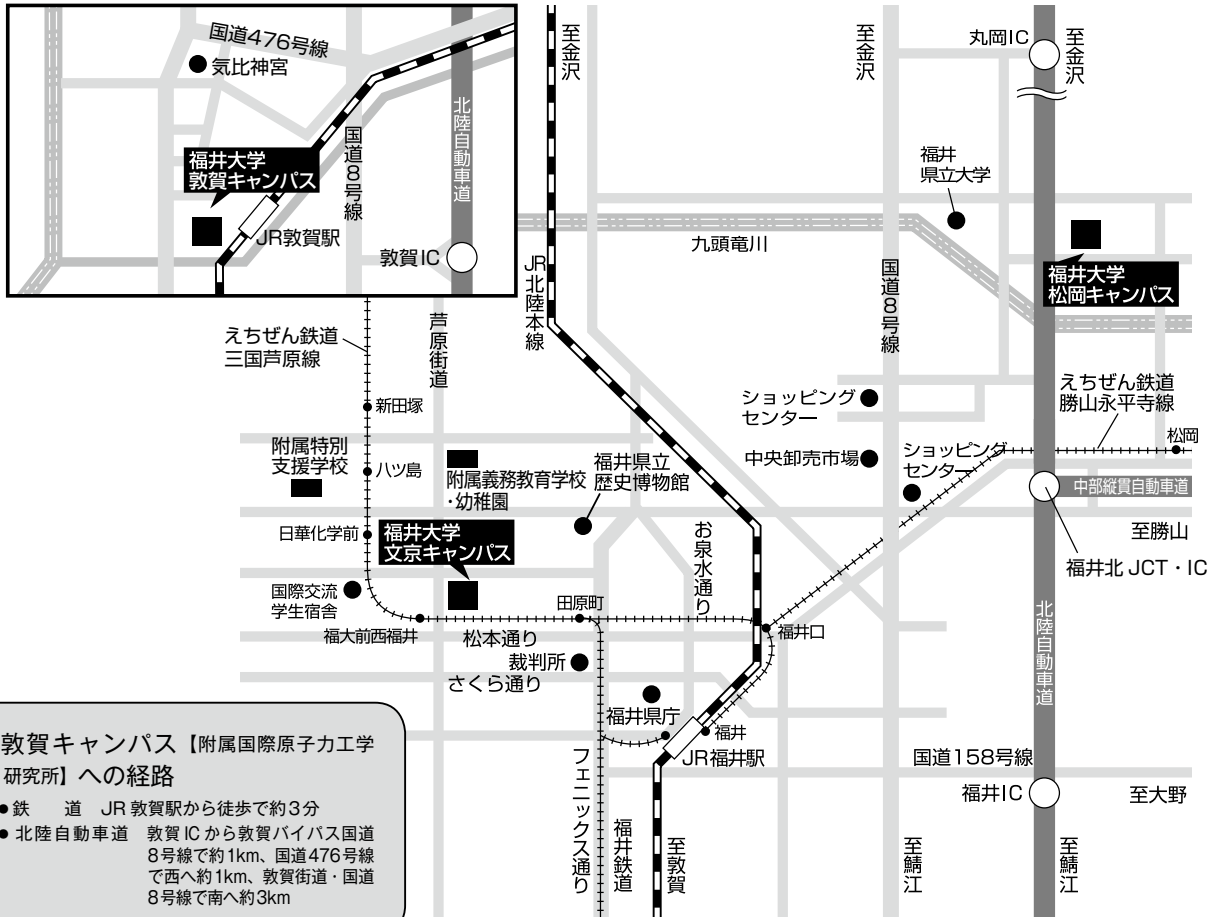 国道476号線
気比神宮
福井大学
敦賀キャンパス
JR敦賀駅
国道8号線
北陸自動車道
敦賀IC
至金沢
至金沢
丸岡IC
至金沢
福井
県立大学
九頭竜川
福井大学
松岡キャンパス
JR北陸本線
国道8号線
えちぜん鉄道
三国芦原線
芦原街道
新田塚
ショッピング
センター
えちぜん鉄道
勝山永平寺線
松岡
附属特別
支援学校
八ツ島
附属義務教育学校
・幼稚園
福井県立
歴史博物館
中央卸売市場
ショッピング
センター
中部縦貫自動車道
至勝山
日華化学前
福井大学
文京キャンパス
お泉水通り
福井北JCT・IC
国際交流
学生宿舎
福大前西福井
田原町
松本通り
福井口
裁判所
さくら通り
北陸自動車道
福井県庁
福井
JR福井駅
国道158号線
福井IC
至大野
フェニックス通り
福井鉄道
至敦賀
至鯖江
至鯖江
敦賀キャンパス【附属国際原子力工学
研究所】への経路
●鉄　道　JR敦賀駅から徒歩で約3分
●北陸自動車道　敦賀ICから敦賀バイパス国道
8号線で約1km、国道476号線
で西へ約1km、敦賀街道・国道
8号線で南へ約3km